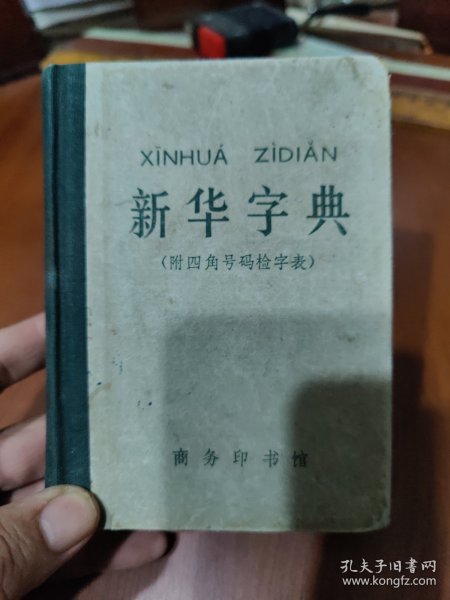 XĪNHUÁ ZÌDIǍN
新华字典
（附四角号码检字表）
商务印书馆
孔夫子旧书网
www.kongfz.com